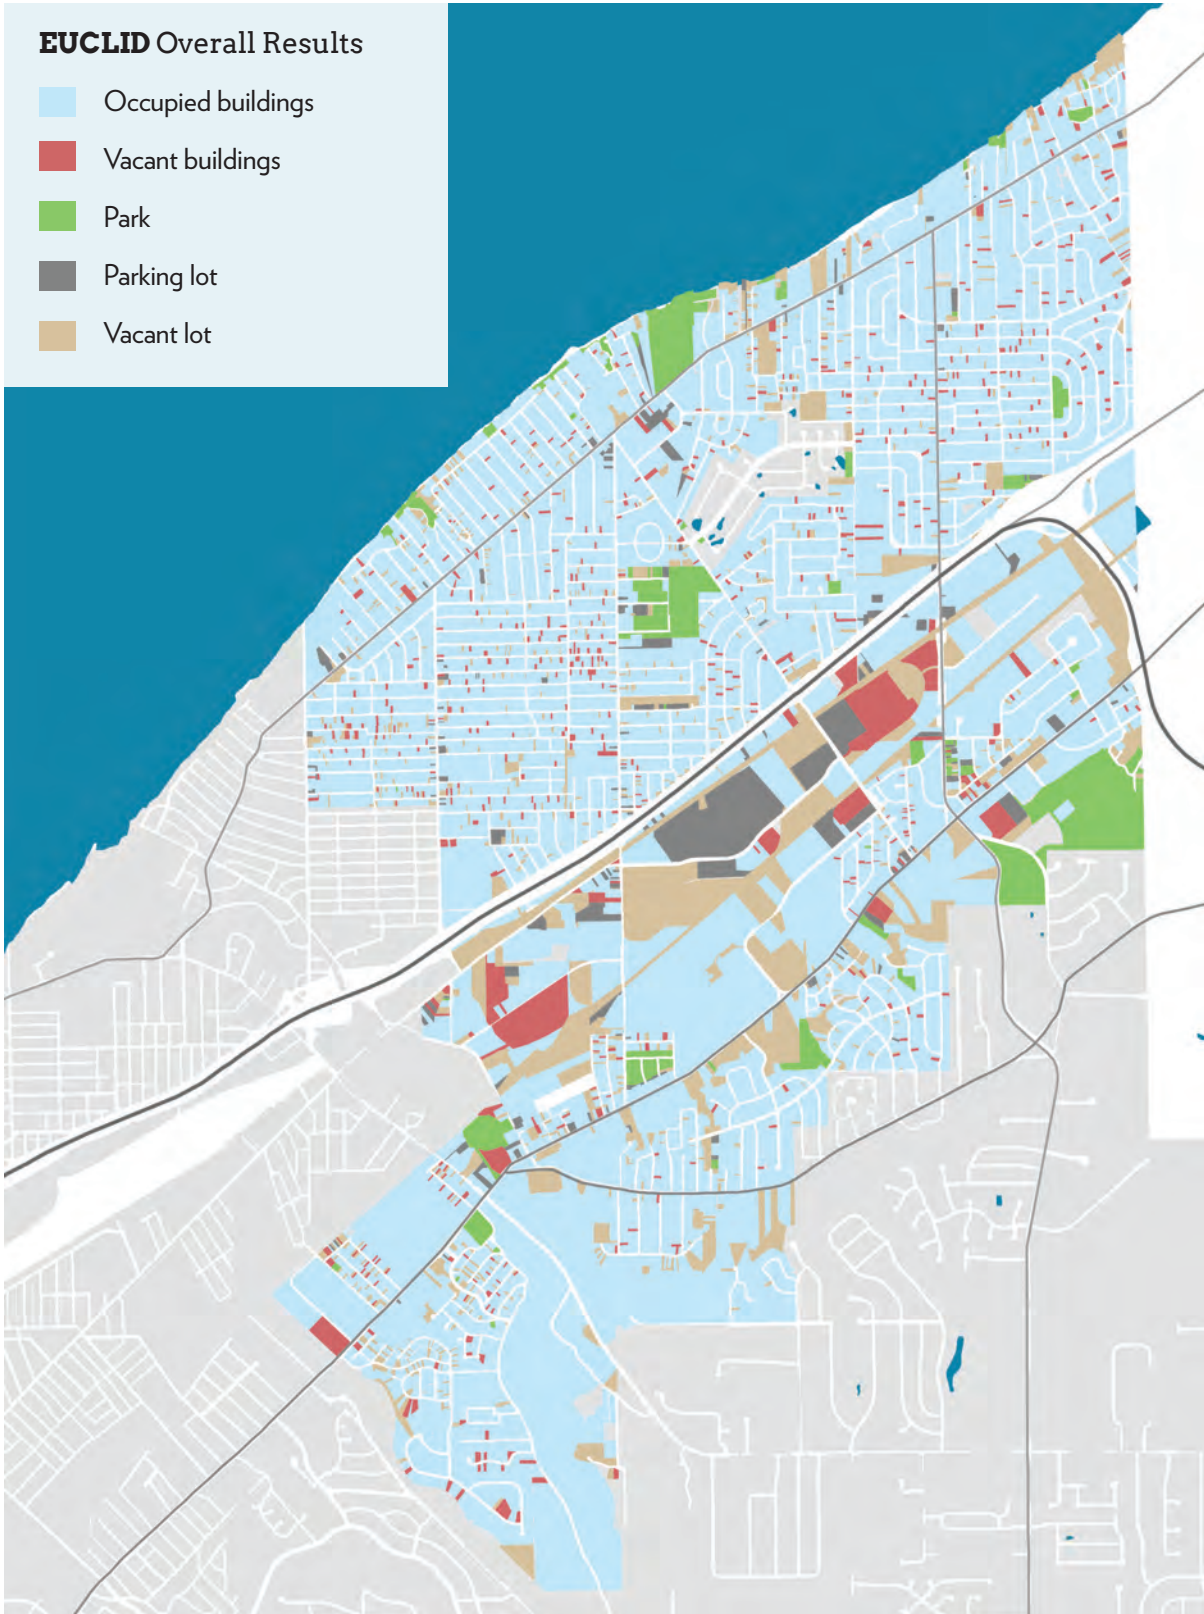 EUCLID Overall Results
Occupied buildings
Vacant buildings
Park
Parking lot
Vacant lot